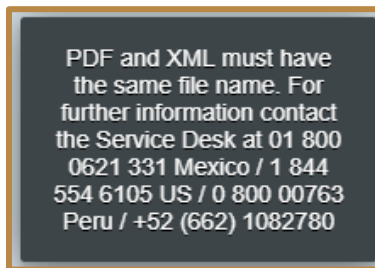 PDF and XML must have
the same file name. For
further information contact
the Service Desk at 01 800
0621 331 Mexico / 1 844
554 6105 US / 0 800 00763
Peru / +52 (662) 1082780